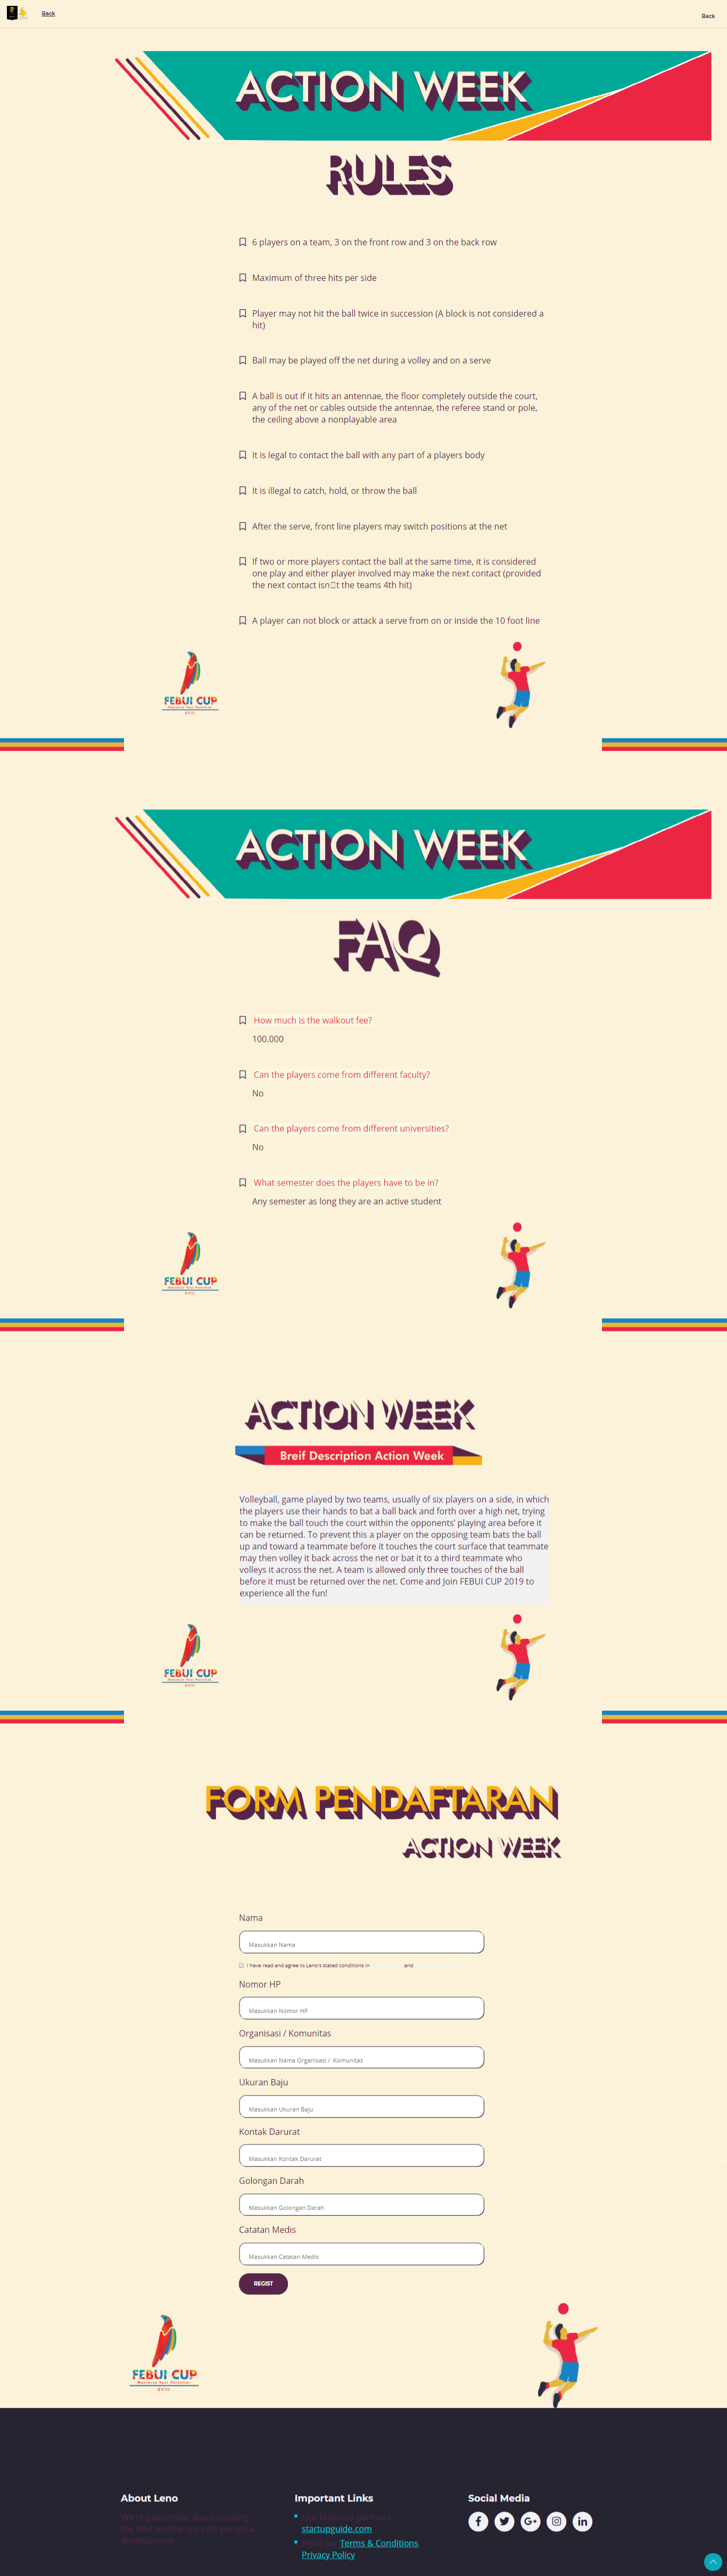 Back
Back
ACTION WEEK
RULES
6 players on a team, 3 on the front row and 3 on the back row
Maximum of three hits per side
Player may not hit the ball twice in succession (A block is not considered a
hit)
Ball may be played off the net during a volley and on a serve
A ball is out if it hits an antennae, the floor completely outside the court,
any of the net or cables outside the antennae, the referee stand or pole,
the ceiling above a nonplayable area
It is legal to contact the ball with any part of a players body
It is illegal to catch, hold, or throw the ball
After the serve, front line players may switch positions at the net
If two or more players contact the ball at the same time, it is considered
one play and either player involved may make the next contact (provided
the next contact isn□t the teams 4th hit)
A player can not block or attack a serve from on or inside the 10 foot line
FEBUI CUP
Maximize Your Potential
XVIII
ACTION WEEK
FAQ
How much is the walkout fee?
100.000
Can the players come from different faculty?
No
Can the players come from different universities?
No
What semester does the players have to be in?
Any semester as long they are an active student
FEBUI CUP
Maximize Your Potential
XVIII
ACTION WEEK
Breif Description Action Week
Volleyball, game played by two teams, usually of six players on a side, in which
the players use their hands to bat a ball back and forth over a high net, trying
to make the ball touch the court within the opponents’ playing area before it
can be returned. To prevent this a player on the opposing team bats the ball
up and toward a teammate before it touches the court surface that teammate
may then volley it back across the net or bat it to a third teammate who
volleys it across the net. A team is allowed only three touches of the ball
before it must be returned over the net. Come and Join FEBUI CUP 2019 to
experience all the fun!
FEBUI CUP
Maximize Your Potential
XVIII
FORM PENDAFTARAN
ACTION WEEK
Nama
Masukkan Nama
I have read and agree to Leno's stated conditions in and
Nomor HP
Masukkan Nomor HP
Organisasi / Komunitas
Masukkan Nama Organisasi / Komunitas
Ukuran Baju
Masukkan Ukuran Baju
Kontak Darurat
Masukkan Kontak Darurat
Golongan Darah
Masukkan Golongan Darah
Catatan Medis
Masukkan Catatan Medis
REGIST
FEBUI CUP
Maximize Your Potential
XVIII
About Leno
We're passionate about creating
the best mobile apps for personal
development
Important Links
Our business partners
startupguide.com
Read our Terms & Conditions
Privacy Policy
Social Media